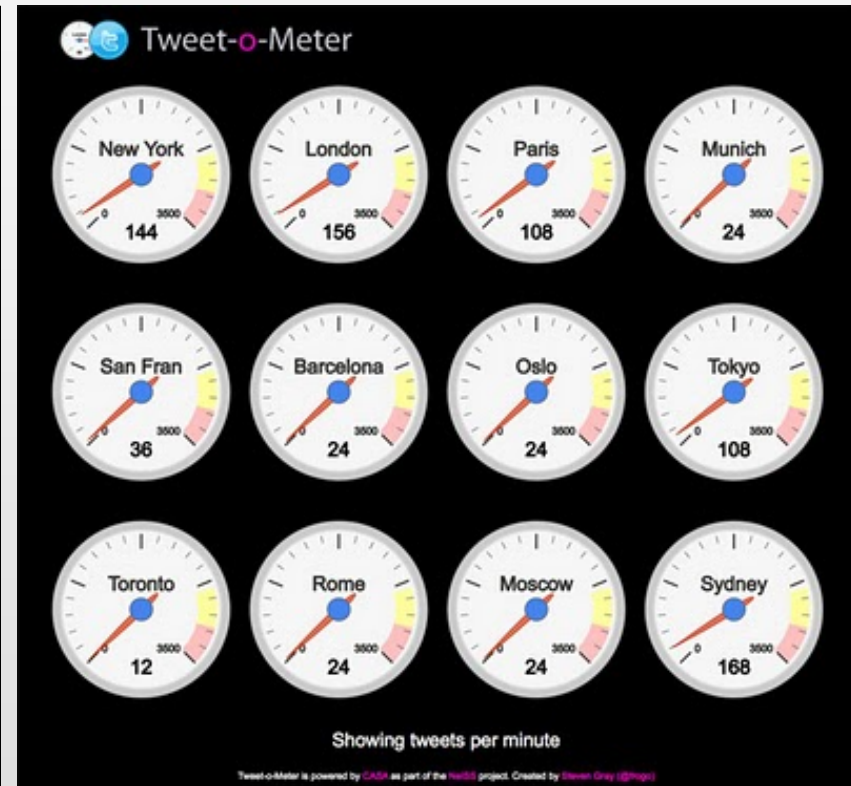 Tweet-o-Meter
New York London Paris Munich
0 3500 0 3500 0 3500 0 3500
144 156 108 24
San Fran Barcelona Oslo Tokyo
0 3500 0 3500 0 3500 0 3500
36 24 24 108
Toronto Rome Moscow Sydney
0 3500 0 3500 0 3500 0 3500
12 24 24 168
Showing tweets per minute
Tweet-o-Meter is powered by CASA as part of the NeISS project. Created by Steven Gray (@frogo)